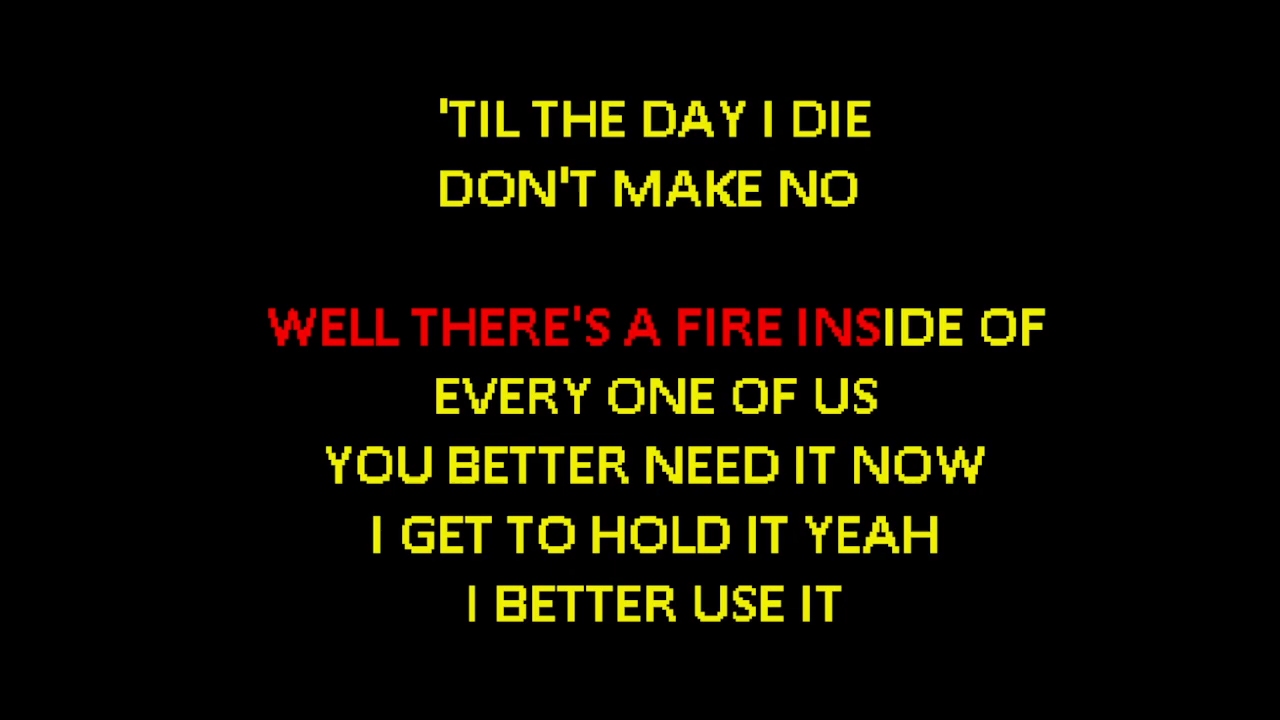 'TIL THE DAY I DIE
DON'T MAKE NO
WELL THERE'S A FIRE INSIDE OF
EVERY ONE OF US
YOU BETTER NEED IT NOW
I GET TO HOLD IT YEAH
I BETTER USE IT